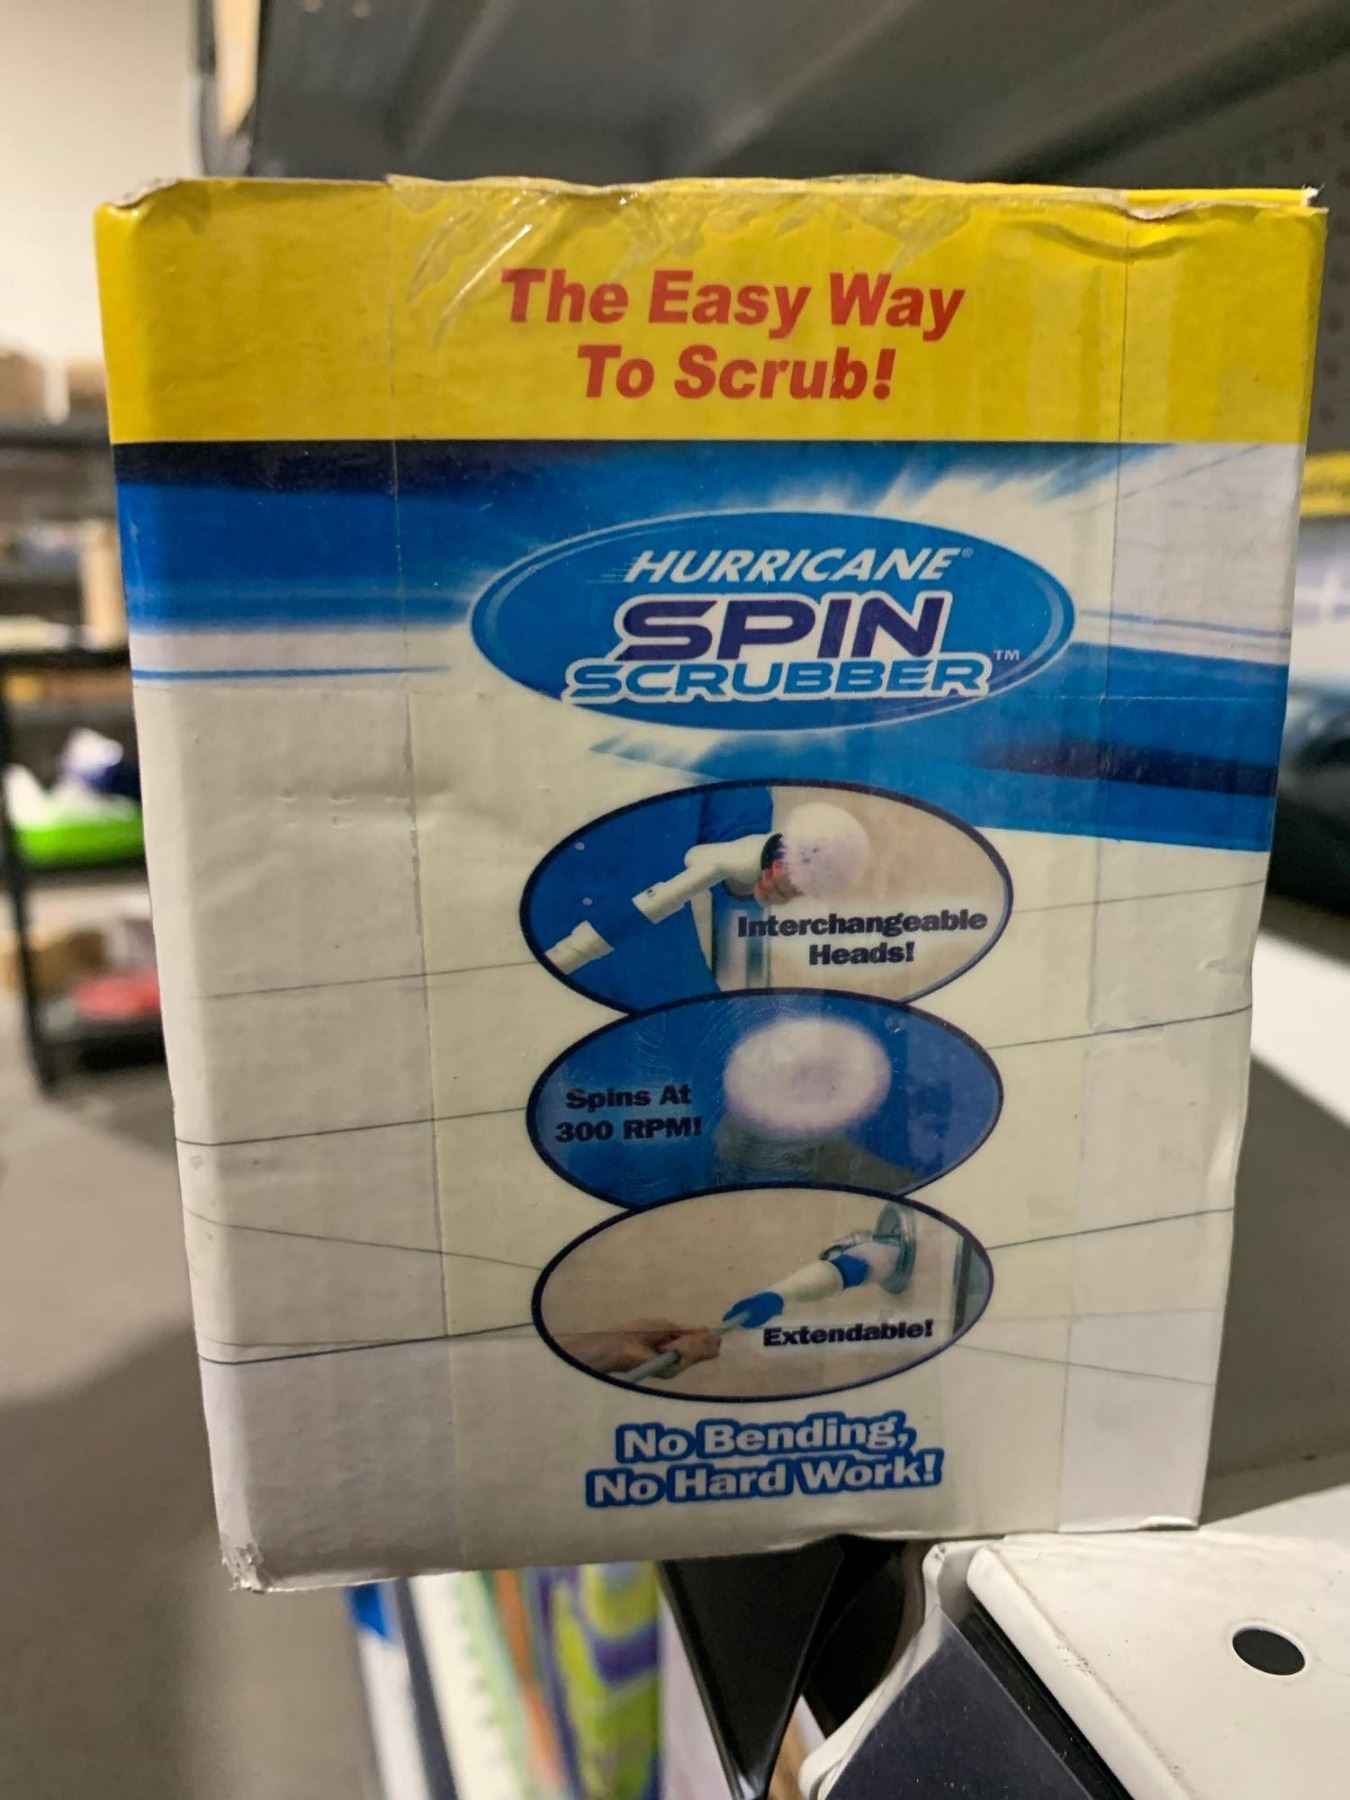 The Easy Way
To Scrub!
HURRICANE®
SPIN
SCRUBBER™
Interchangeable
Heads!
Spins At
300 RPM!
Extendable!
No Bending,
No Hard Work!